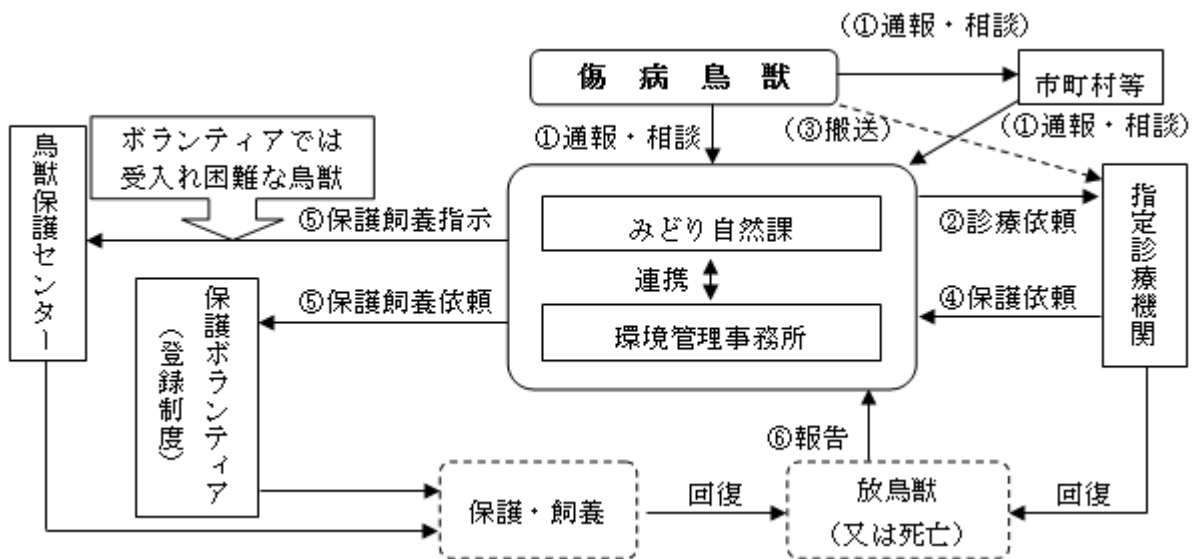 (①通報・相談)
傷病鳥獣
市町村等
①通報・相談
(③搬送)
(①通報・相談)
ボランティアでは
受入れ困難な鳥獣
鳥獣保護センター
⑤保護飼養指示
みどり自然課
②診療依頼
指定診療機関
連携
⑤保護飼養依頼
環境管理事務所
④保護依頼
保護ボランティア
(登録制度)
⑥報告
保護・飼養
回復
放鳥獣
(又は死亡)
回復